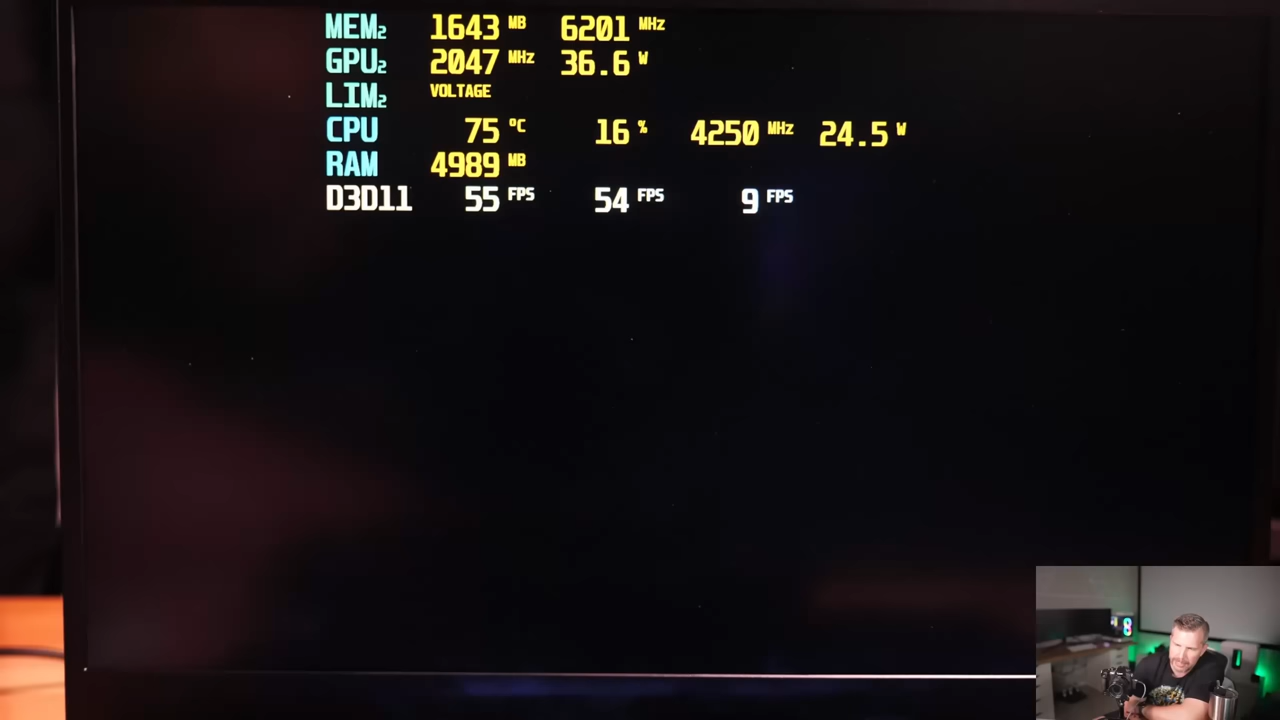 MEM2 1643 MB 6201 MHz
GPU2 2047 MHz 36.6 W
LIM2 VOLTAGE
CPU 75 °C 16 % 4250 MHz 24.5 W
RAM 4989 MB
D3D11 55 FPS 54 FPS 9 FPS